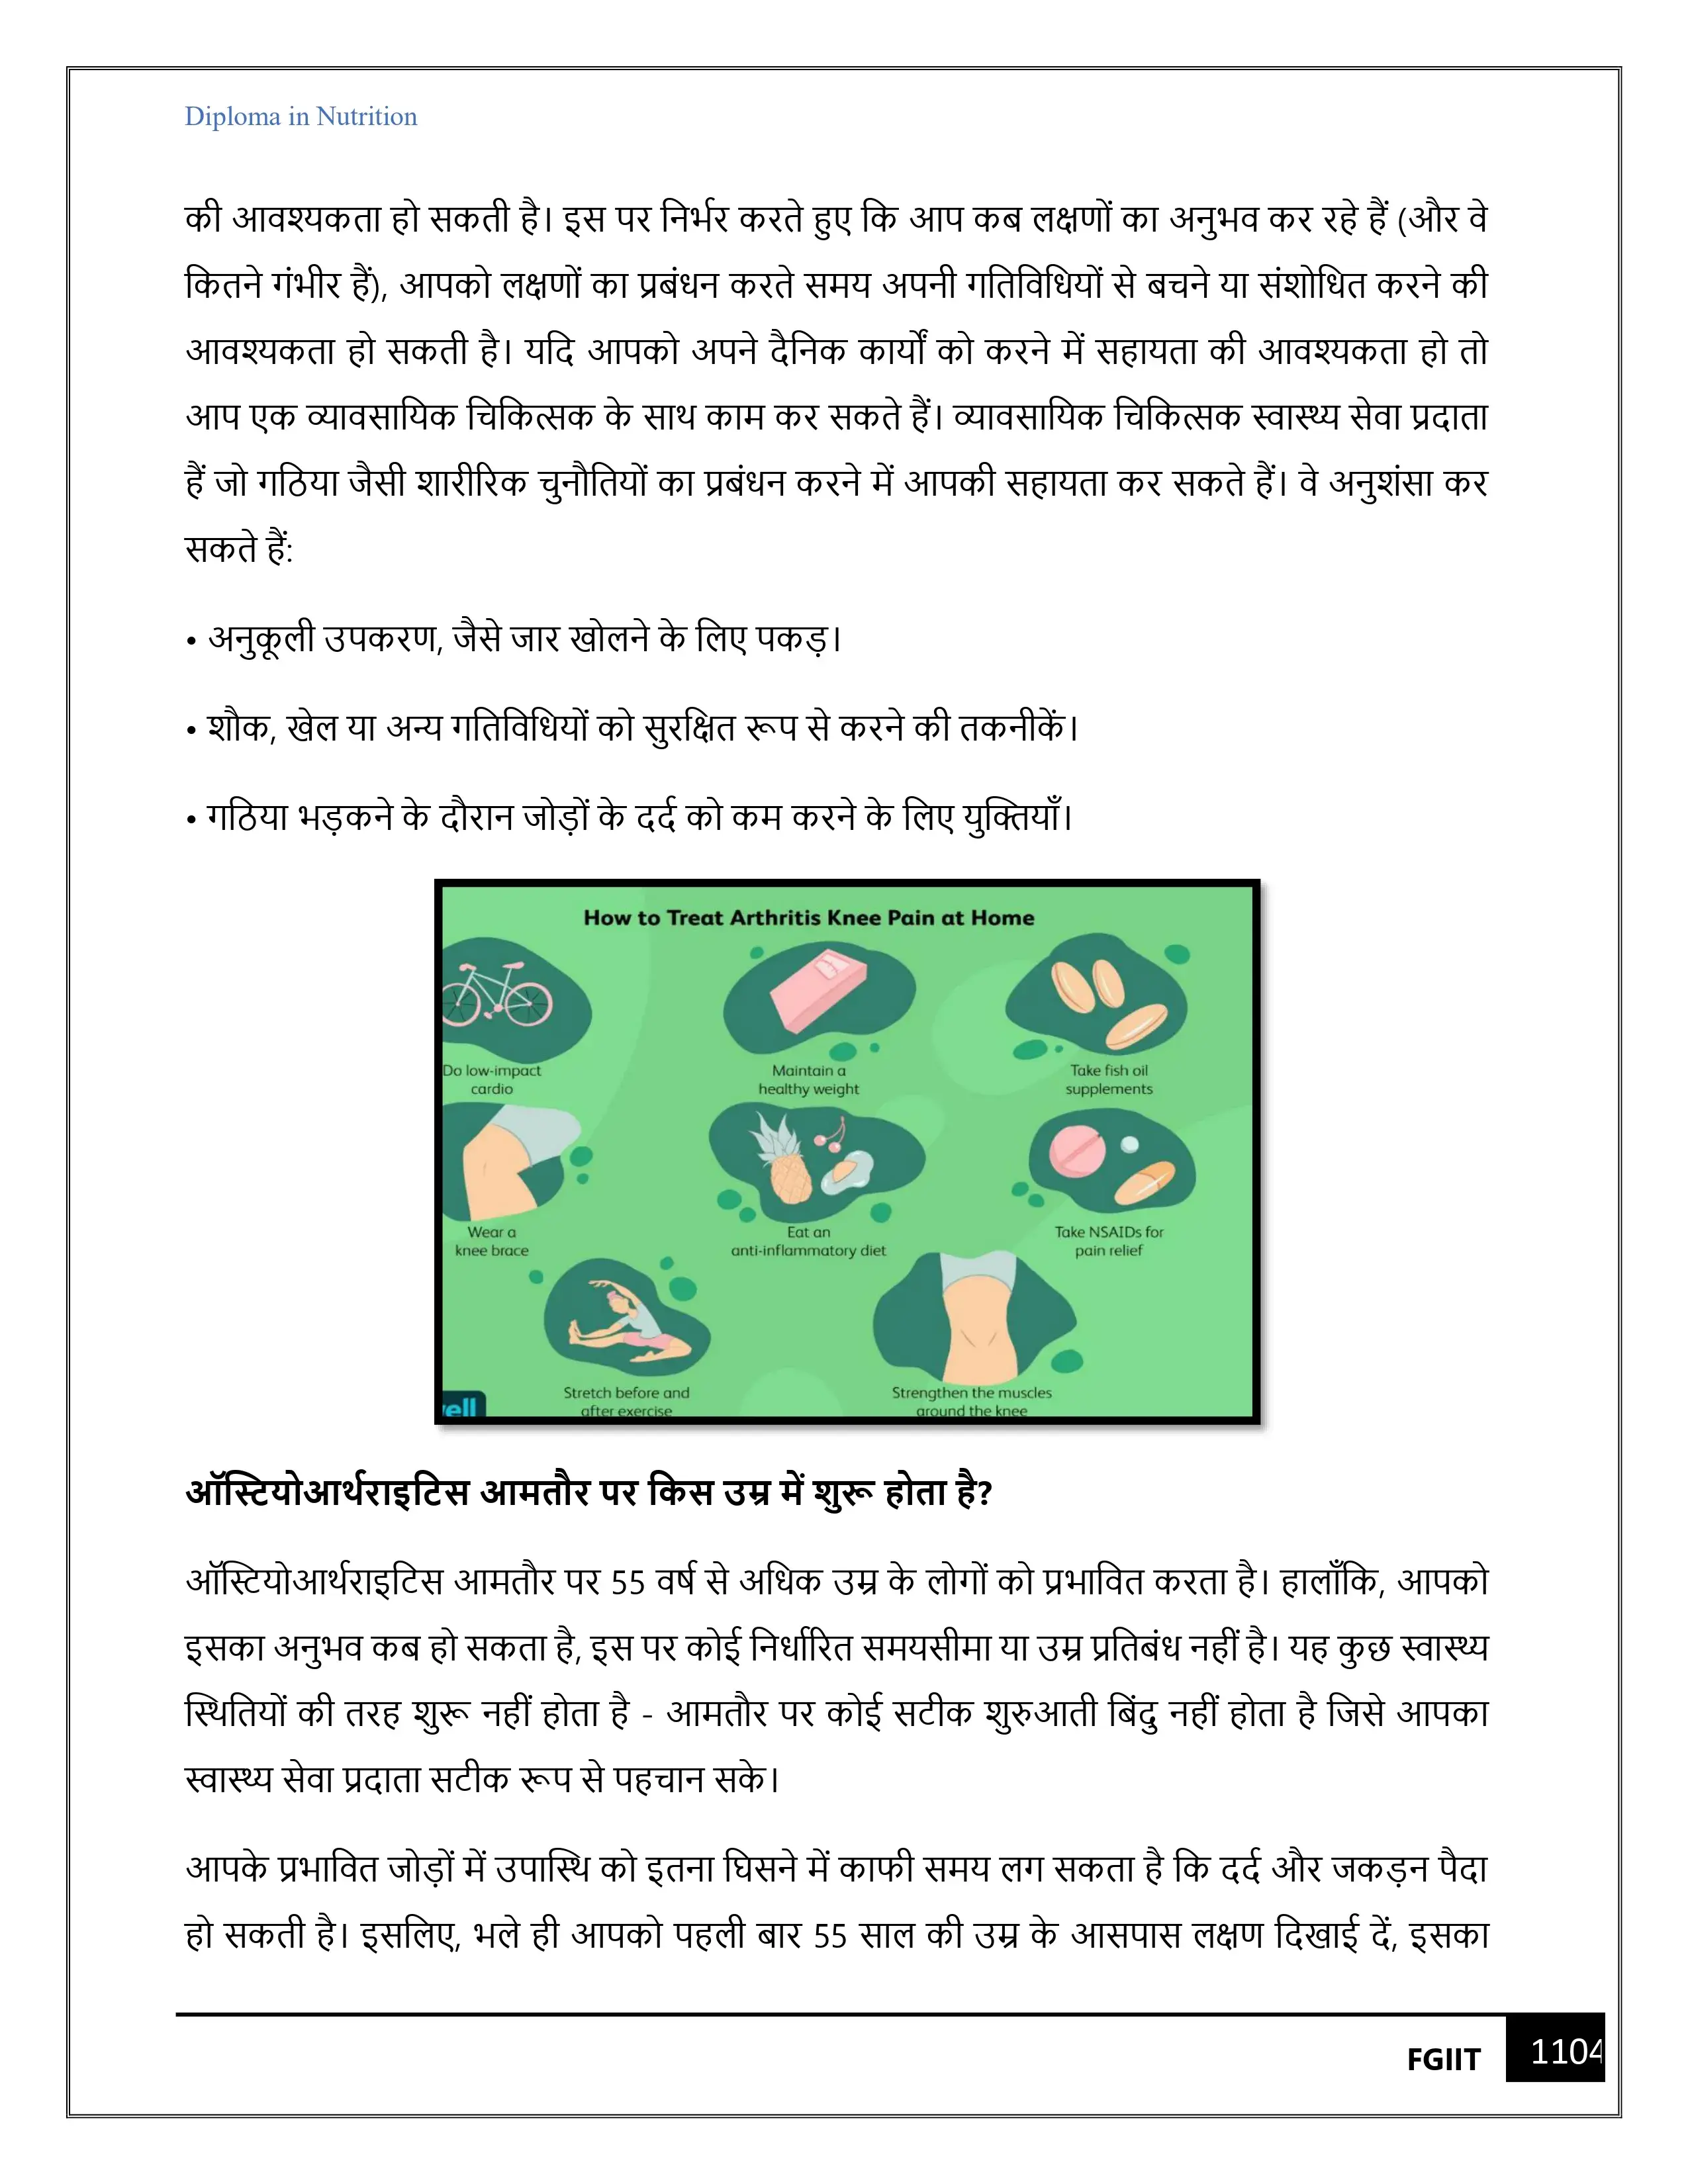 Diploma in Nutrition
की आवश्यकता हो सकती है। इस पर निर्भर करते हुए कि आप कब लक्षणों का अनुभव कर रहे हैं (और वे
कितने गंभीर हैं), आपको लक्षणों का प्रबंधन करते समय अपनी गतिविधियों से बचने या संशोधित करने की
आवश्यकता हो सकती है। यदि आपको अपने दैनिक कार्यों को करने में सहायता की आवश्यकता हो तो
आप एक व्यावसायिक चिकित्सक के साथ काम कर सकते हैं। व्यावसायिक चिकित्सक स्वास्थ्य सेवा प्रदाता
हैं जो गठिया जैसी शारीरिक चुनौतियों का प्रबंधन करने में आपकी सहायता कर सकते हैं। वे अनुशंसा कर
सकते हैं:
• अनुकूली उपकरण, जैसे जार खोलने के लिए पकड़।
• शौक, खेल या अन्य गतिविधियों को सुरक्षित रूप से करने की तकनीकें।
• गठिया भड़कने के दौरान जोड़ों के दर्द को कम करने के लिए युक्तियाँ।
How to Treat Arthritis Knee Pain at Home
Do low-impact
cardio
Maintain a
healthy weight
Take fish oil
supplements
Wear a
knee brace
Eat an
anti-inflammatory diet
Take NSAIDs for
pain relief
Stretch before and
after exercise
Strengthen the muscles
around the knee
ell
ऑस्टियोआर्थराइटिस आमतौर पर किस उम्र में शुरू होता है?
ऑस्टियोआर्थराइटिस आमतौर पर 55 वर्ष से अधिक उम्र के लोगों को प्रभावित करता है। हालाँकि, आपको
इसका अनुभव कब हो सकता है, इस पर कोई निर्धारित समयसीमा या उम्र प्रतिबंध नहीं है। यह कुछ स्वास्थ्य
स्थितियों की तरह शुरू नहीं होता है - आमतौर पर कोई सटीक शुरुआती बिंदु नहीं होता है जिसे आपका
स्वास्थ्य सेवा प्रदाता सटीक रूप से पहचान सके।
आपके प्रभावित जोड़ों में उपास्थि को इतना घिसने में काफी समय लग सकता है कि दर्द और जकड़न पैदा
हो सकती है। इसलिए, भले ही आपको पहली बार 55 साल की उम्र के आसपास लक्षण दिखाई दें, इसका
FGIIT
1104